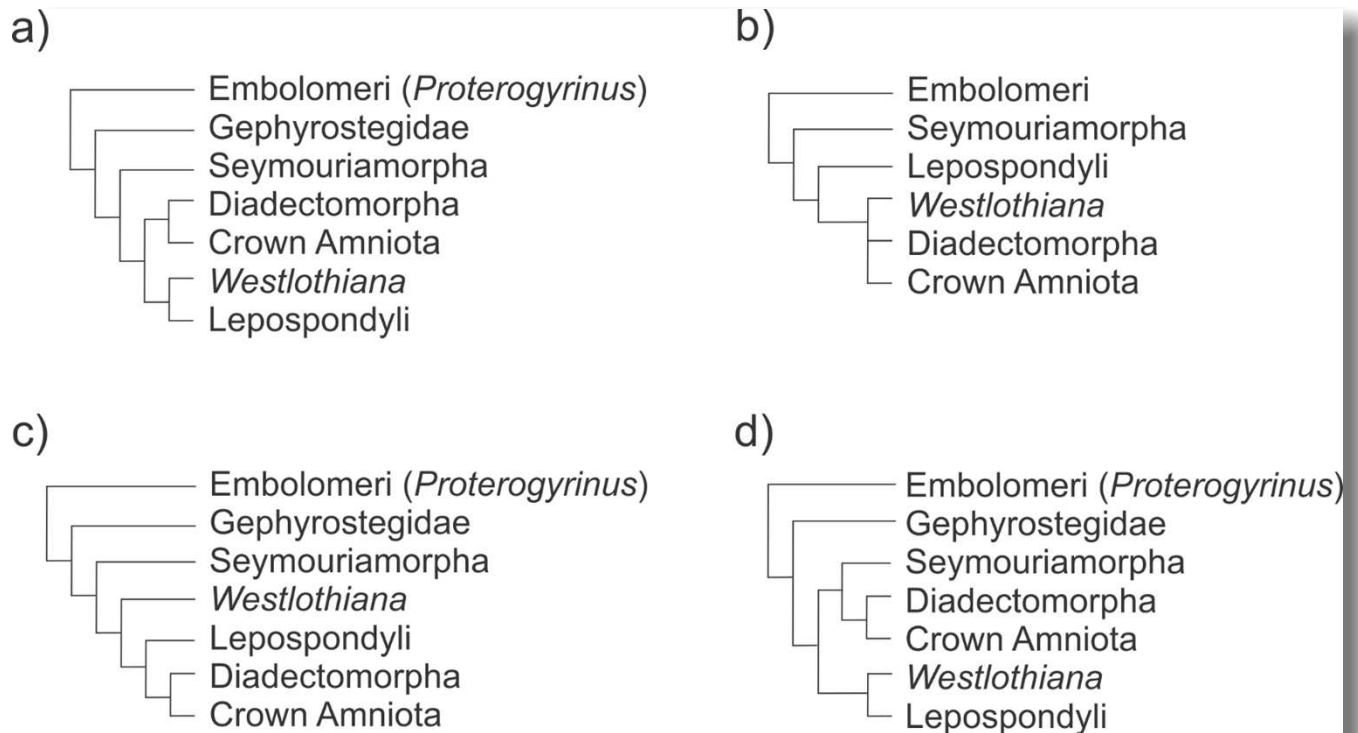 a)
Embolomeri (Proterogyrinus)
Gephyrostegidae
Seymouriamorpha
Diadectomorpha
Crown Amniota
Westlothiana
Lepospondyli
b)
Embolomeri
Seymouriamorpha
Lepospondyli
Westlothiana
Diadectomorpha
Crown Amniota
c)
Embolomeri (Proterogyrinus)
Gephyrostegidae
Seymouriamorpha
Westlothiana
Lepospondyli
Diadectomorpha
Crown Amniota
d)
Embolomeri (Proterogyrinus)
Gephyrostegidae
Seymouriamorpha
Diadectomorpha
Crown Amniota
Westlothiana
Lepospondyli